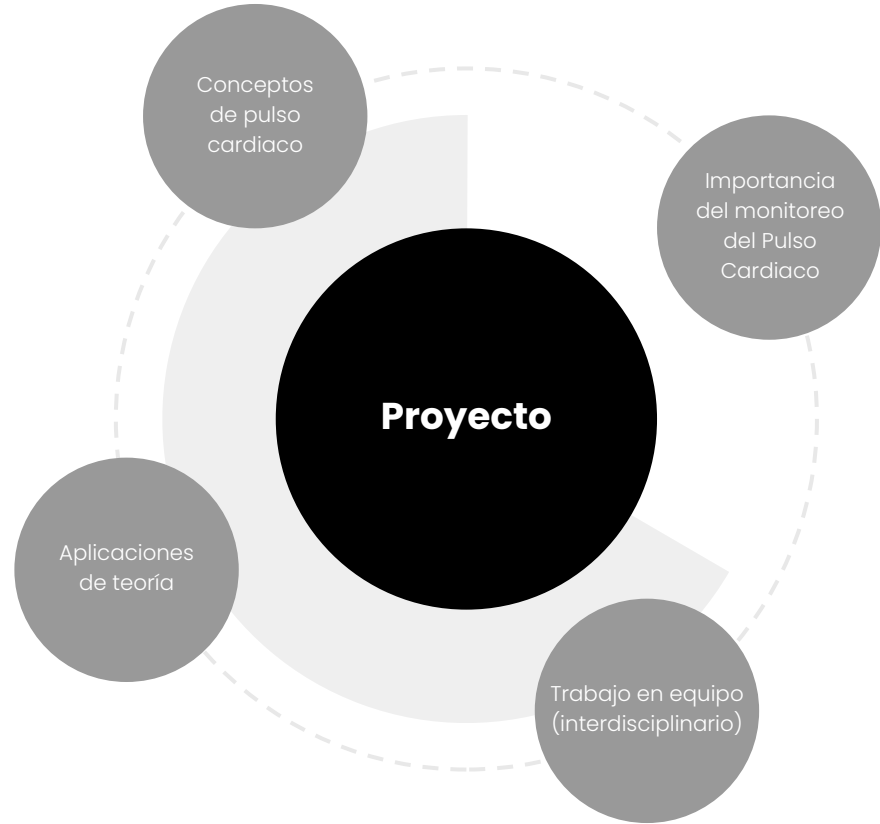 Conceptos
de pulso
cardiaco
Importancia
del monitoreo
del Pulso
Cardiaco
Proyecto
Aplicaciones
de teoría
Trabajo en equipo
(interdisciplinario)